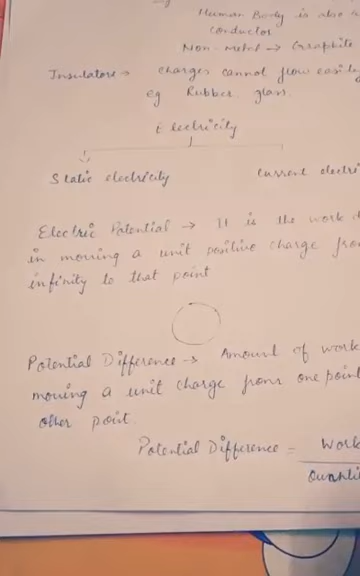 Human Body is also a
conductor
Non-metal → Graphite
Insulators → charges cannot flow easily
eg Rubber glass.
Electricity
Static electricity current electri
Electric Potential → It is the work d
in moving a unit positive charge fro
infinity to that point
Potential Difference → Amount of work
moving a unit charge from one point
other point.
Potential Difference = Work
Quanti